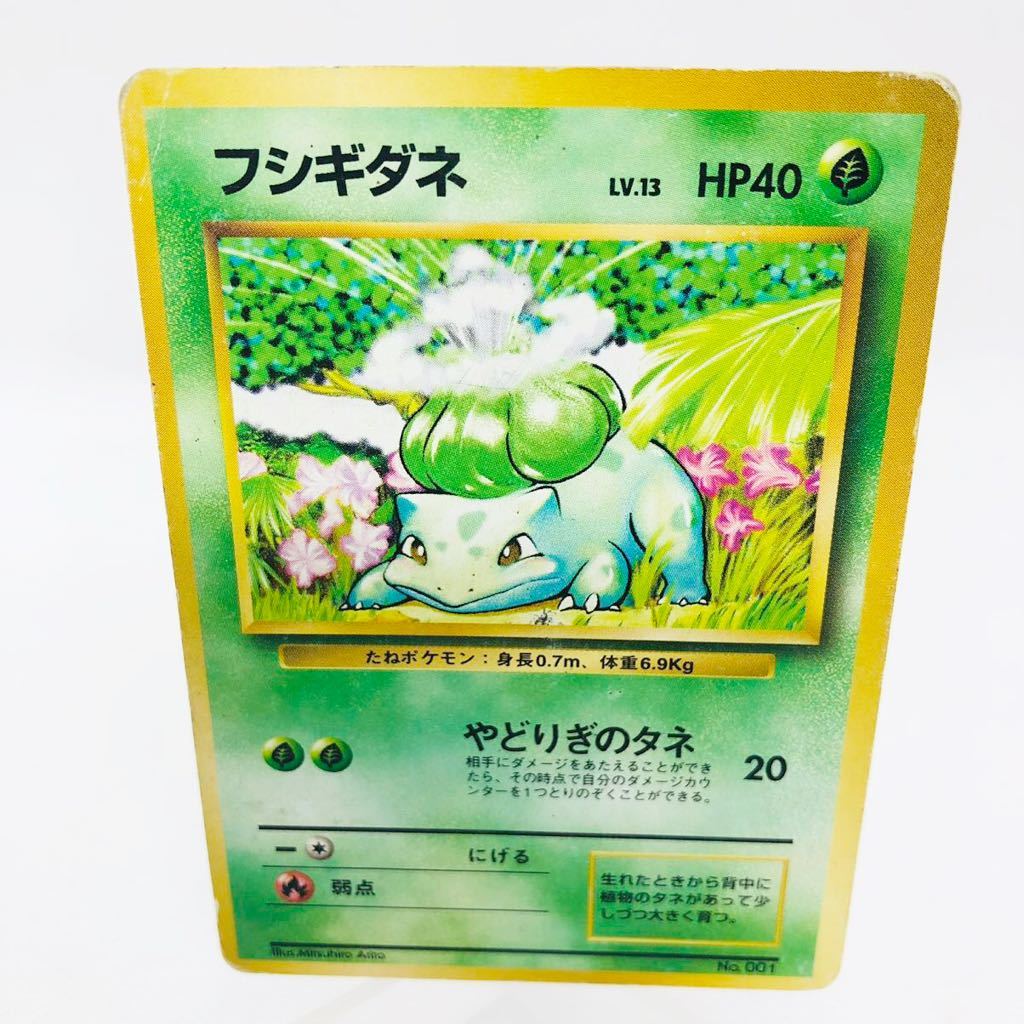 フシギダネ LV.13 HP40
たねポケモン：身長0.7m、体重6.9Kg
やどりぎのタネ 20
相手にダメージをあたえることができ
たら、その時点で自分のダメージカウ
ンターを1つとりのぞくことができる。
− にげる
弱点
生れたときから背中に
植物のタネがあって少
しづつ大きく育つ。
Illus. Mitsuhiro Arita
No. 001